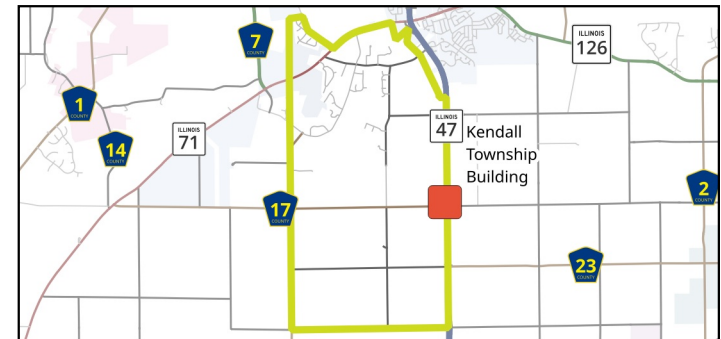 7
COUNTY
ILLINOIS
126
1
COUNTY
14
COUNTY
ILLINOIS
71
ILLINOIS
47
Kendall
Township
Building
2
COUNTY
17
COUNTY
23
COUNTY